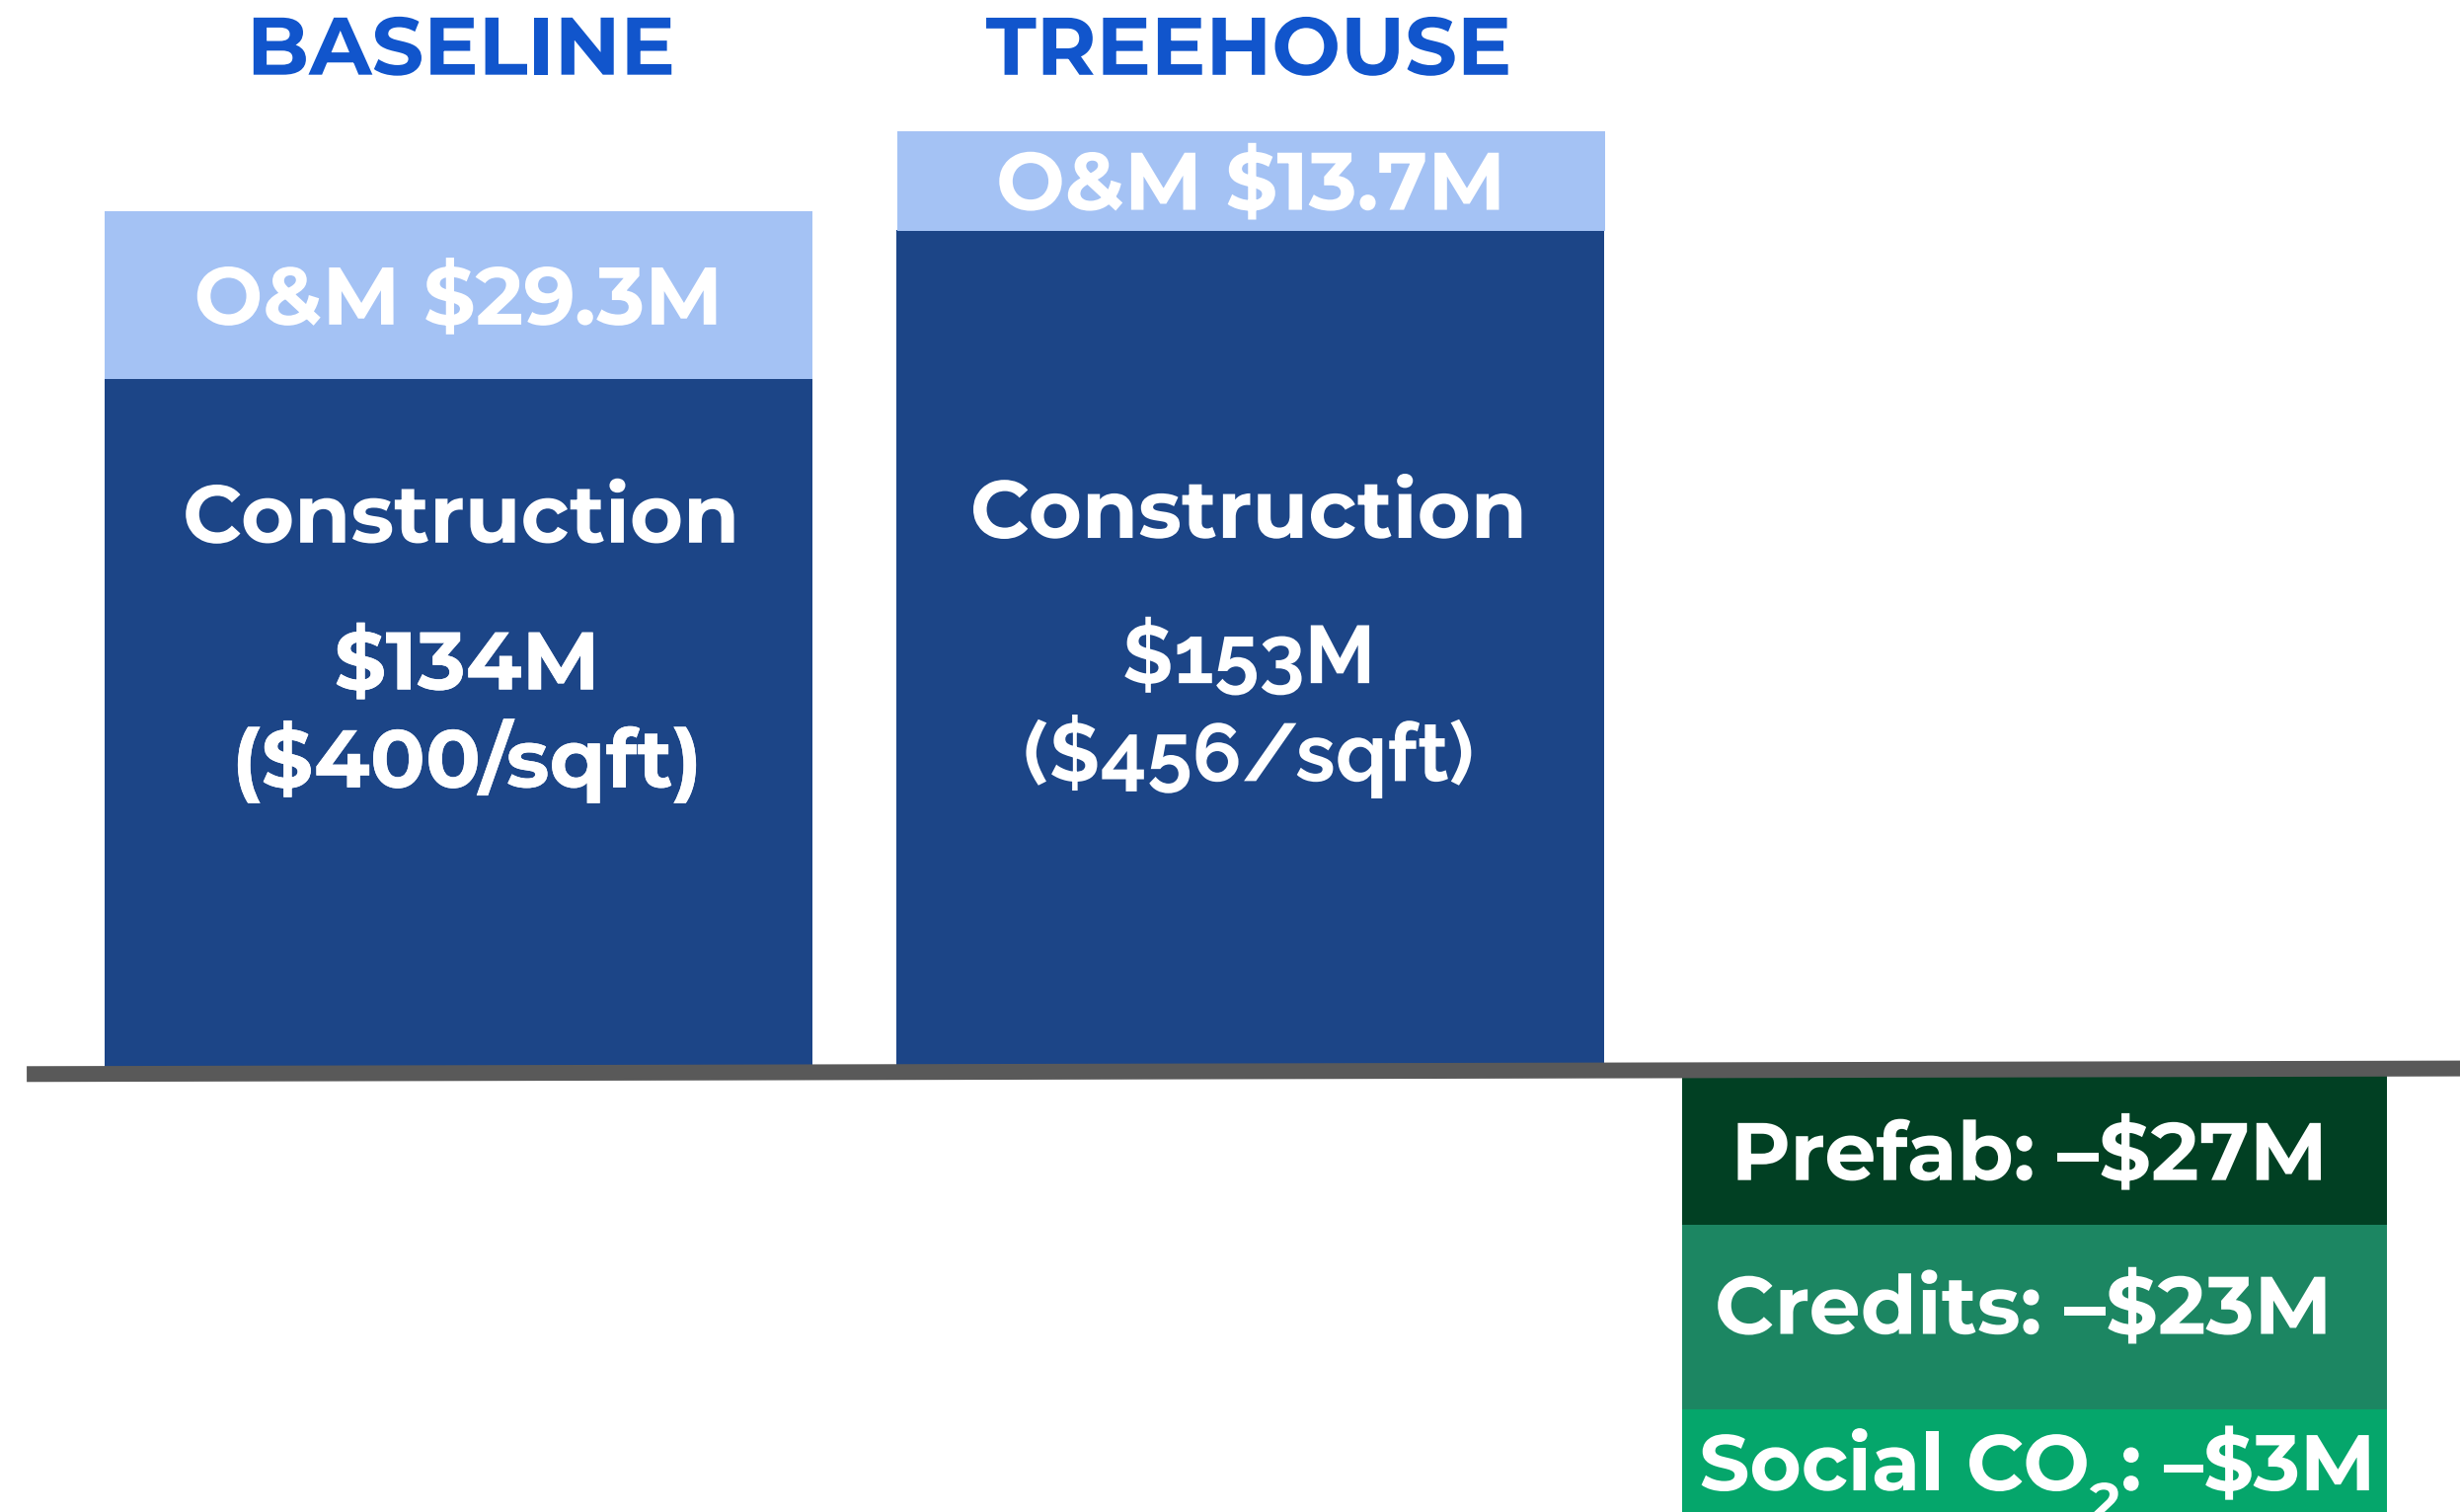 BASELINE
TREEHOUSE
O&M $29.3M
Construction
$134M
($400/sqft)
O&M $13.7M
Construction
$153M
($456/sqft)
Prefab: –$27M
Credits: –$23M
Social CO₂: –$3M